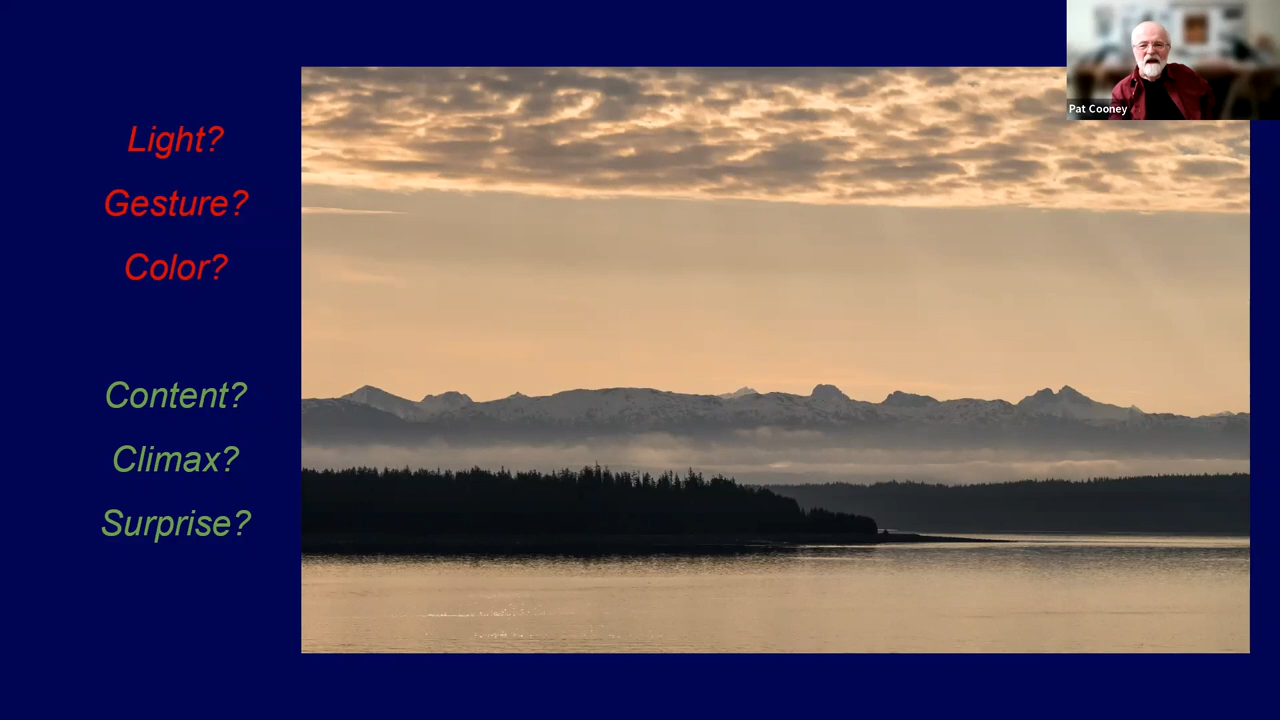 Light?
Gesture?
Color?
Content?
Climax?
Surprise?
Pat Cooney